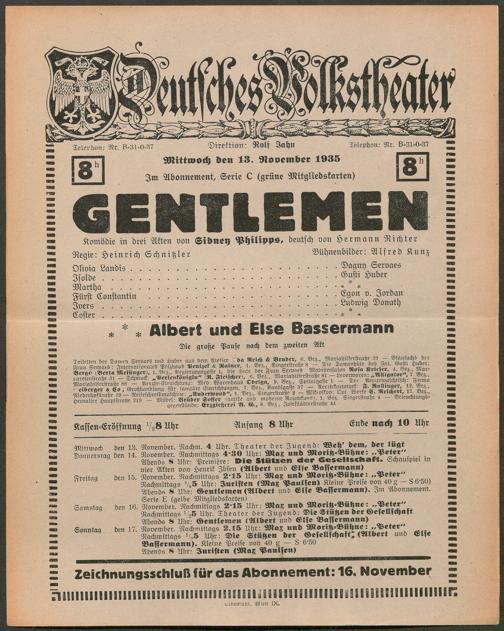 Deutsches Volkstheater
Telephon: Nr. B-31-0-37 Direktion: Rolf Jahn Telephon: Nr. B-31-0-37
8h Mittwoch den 13. November 1935 8h
Im Abonnement, Serie C (grüne Mitgliedskarten)
GENTLEMEN
Komödie in drei Akten von Sidney Philipps, deutsch von Hermann Richter
Regie: Heinrich Schnitzler Bühnenbilder: Alfred Kunz
Olivia Landis . . . . . . Dagny Servaes
Isolde . . . . . . Gusti Huber
Martha . . . . . . * * *
Fürst Constantin . . . . . . Egon v. Jordan
Joers . . . . . . Ludwig Donath
Coster . . . . . . * * *
* * * Albert und Else Bassermann
Die große Pause nach dem zweiten Akt
Kassen-Eröffnung 1/2 8 Uhr Anfang 8 Uhr Ende nach 10 Uhr
Mittwoch den 13. November. Nachm. 4 Uhr. Theater der Jugend: Weh' dem, der lügt
Donnerstag den 14. November. Nachmittags 4·30 Uhr: Max und Moritz-Bühne: „Peter“
Abends 8 Uhr: Premiere: Die Stützen der Gesellschaft. Schauspiel in
vier Akten von Henrik Ibsen (Albert und Else Bassermann)
Freitag den 15. November. Nachmittags 2·15 Uhr: Max und Moritz-Bühne: „Peter“
Nachmittags 1/2 5 Uhr: Juristen (Max Paulsen) Kleine Preise von 40 g — S 6·50)
Abends 8 Uhr: Gentlemen (Albert und Else Bassermann). Im Abonnement.
Serie E (gelbe Mitgliedskarten)
Samstag den 16. November. Nachmittags 2·15 Uhr: Max und Moritz-Bühne: „Peter“
Nachmittags 1/2 5 Uhr. Theater der Jugend: Die Stützen der Gesellschaft
Abends 8 Uhr: Gentlemen (Albert und Else Bassermann)
Sonntag den 17. November. Nachmittags 2.15 Uhr: Max und Moritz-Bühne: „Peter“
Nachmittags 1/2 5 Uhr: Die Stützen der Gesellschaft (Albert und Else
Bassermann). Kleine Preise von 40 g — S 6·50
Abends 8 Uhr: Juristen (Max Paulsen)
Zeichnungsschluß für das Abonnement: 16. November